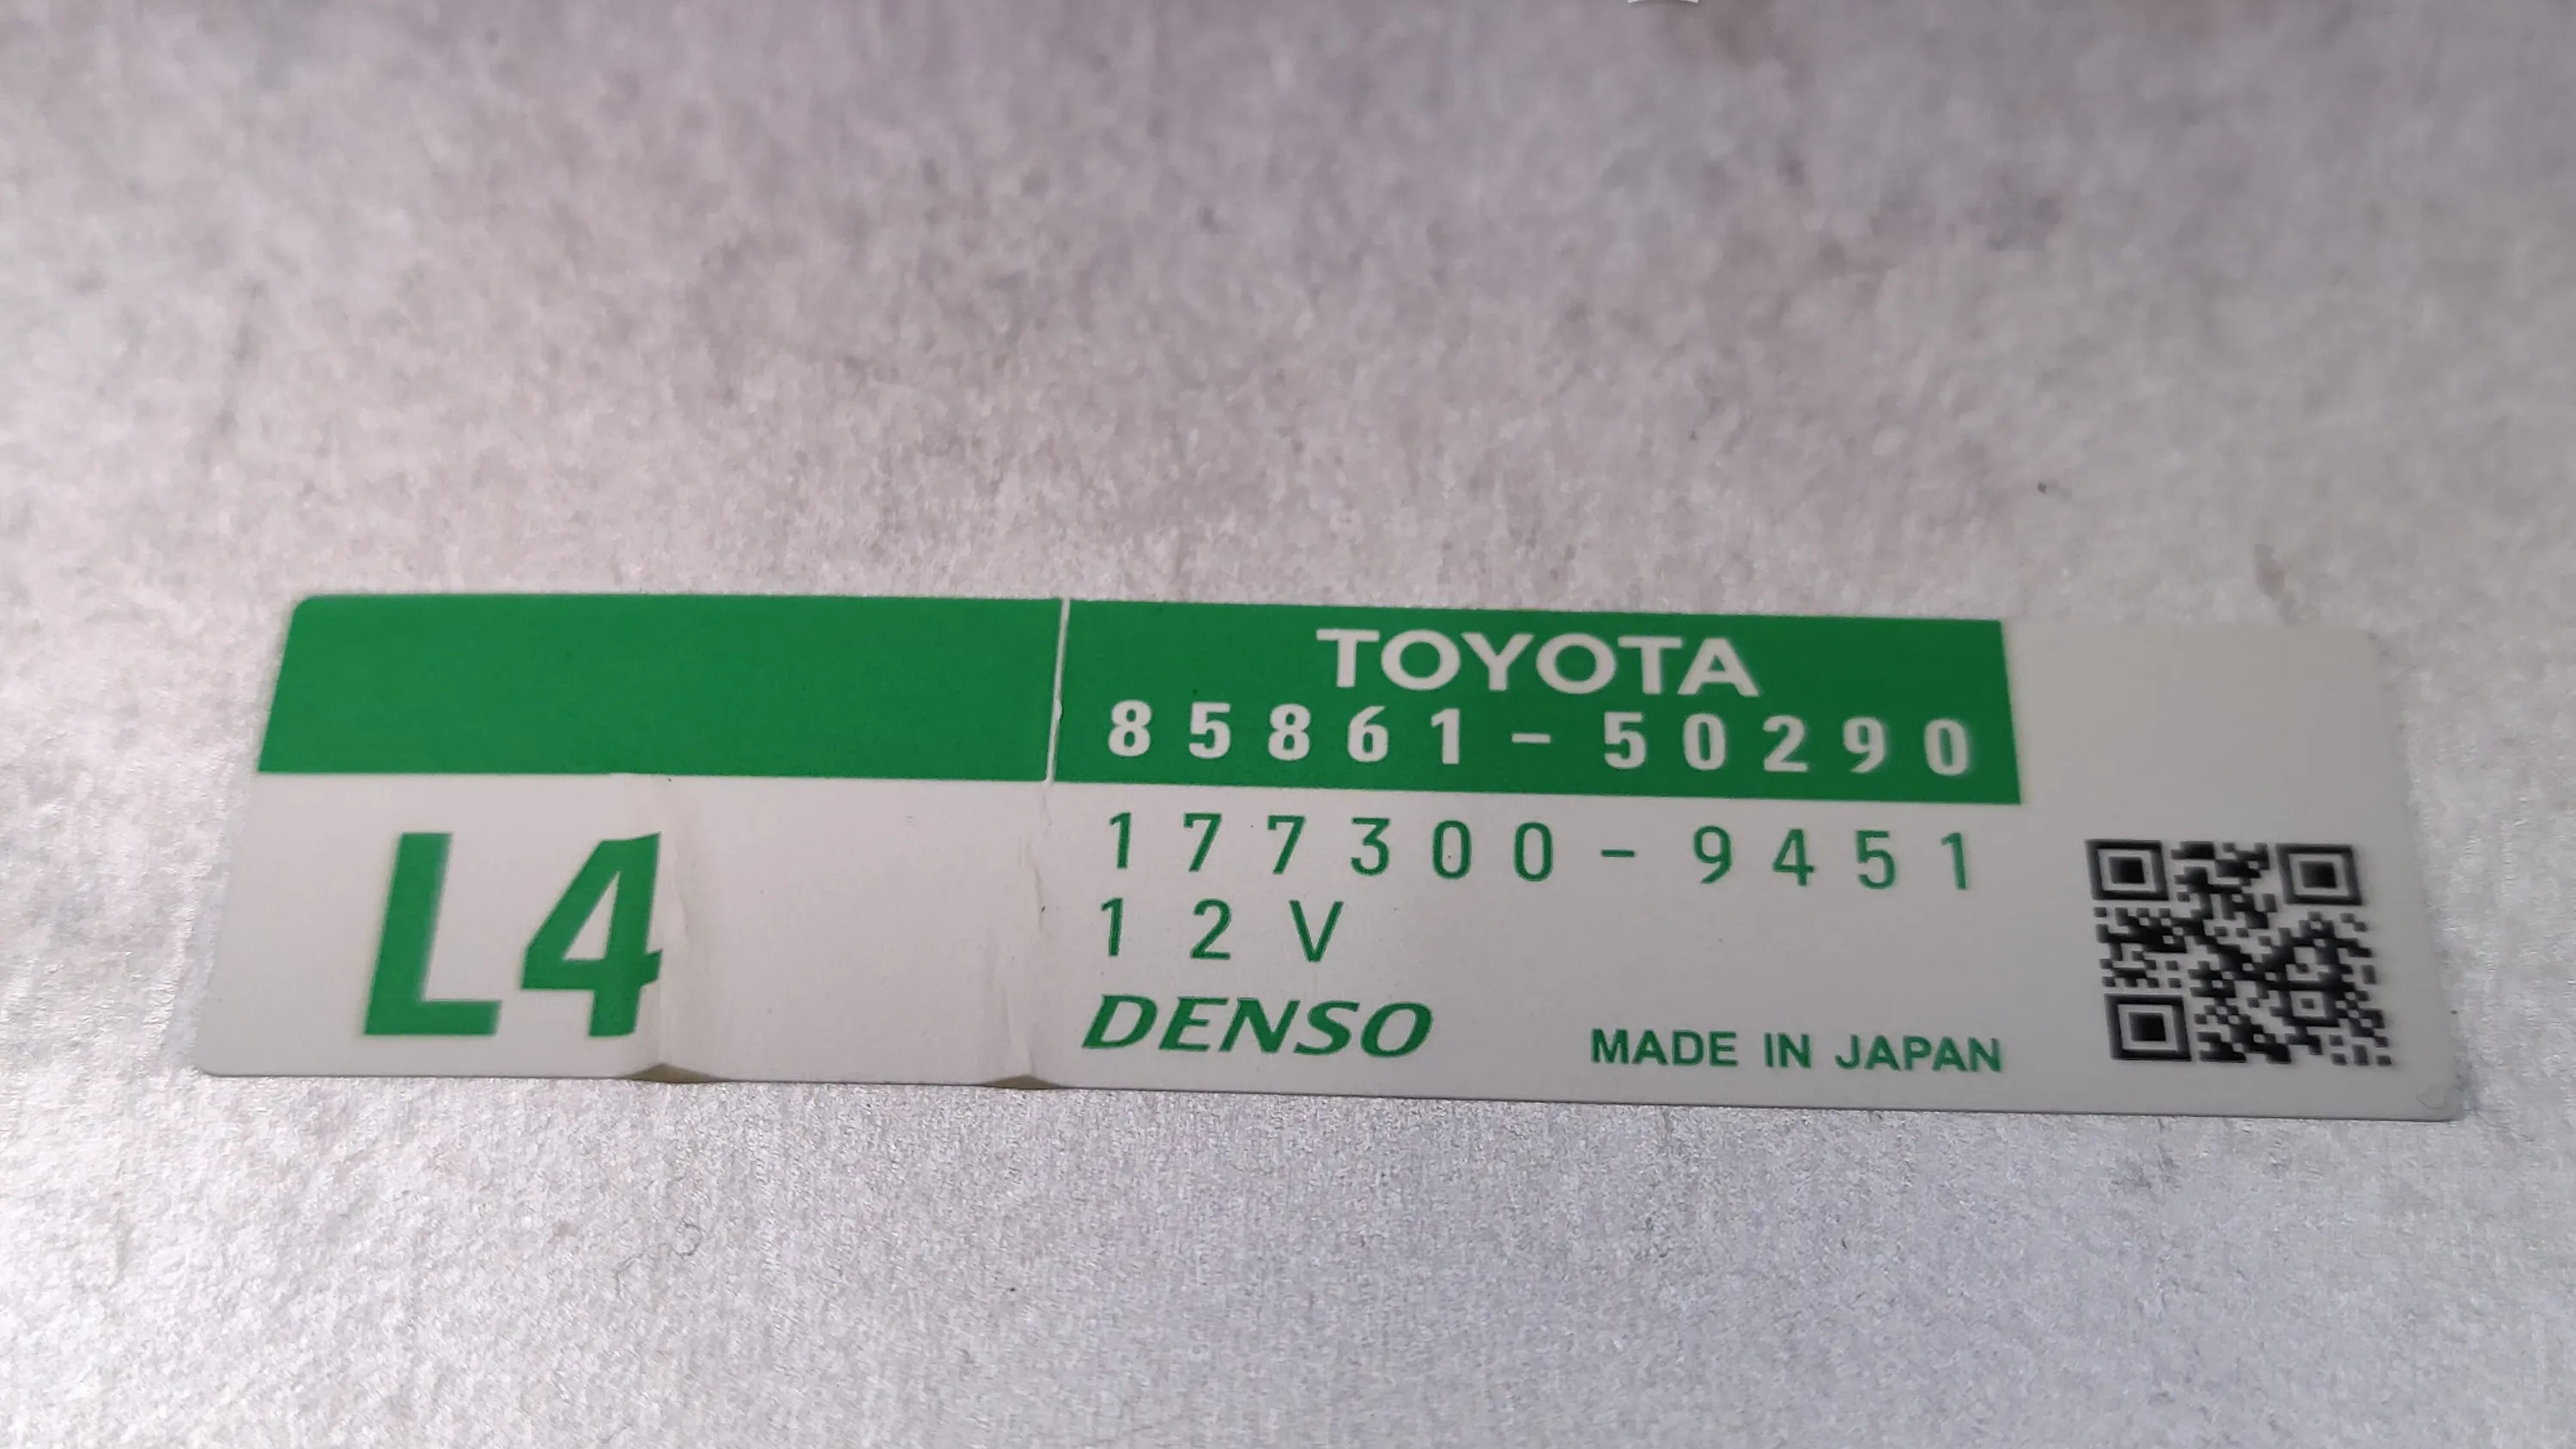 TOYOTA
85861-50290
L4
177300-9451
12V
DENSO
MADE IN JAPAN